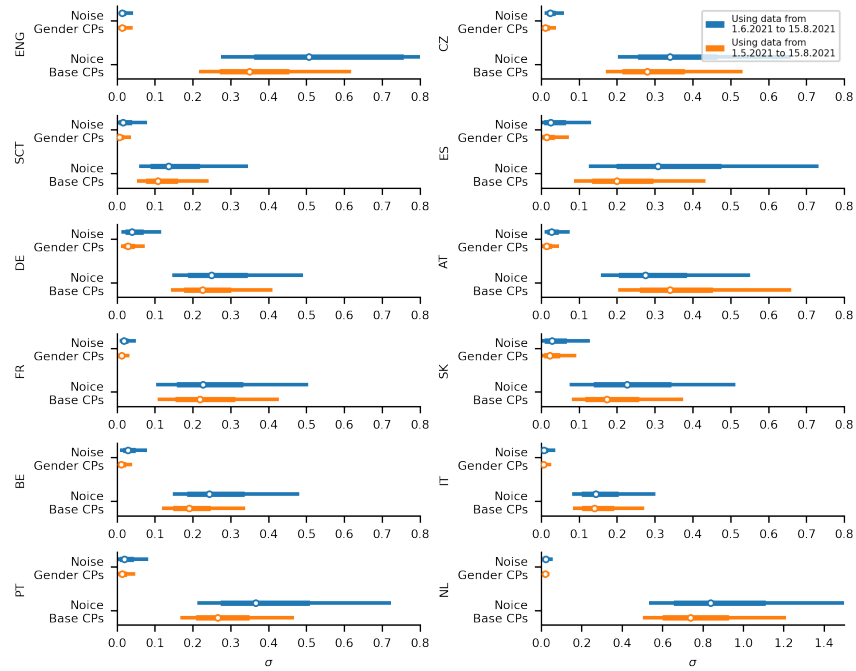 Using data from
1.6.2021 to 15.8.2021
Using data from
1.5.2021 to 15.8.2021
ENG
Noise
Gender CPs
Noice
Base CPs
0.0 0.1 0.2 0.3 0.4 0.5 0.6 0.7 0.8
CZ
Noise
Gender CPs
Noice
Base CPs
0.0 0.1 0.2 0.3 0.4 0.5 0.6 0.7 0.8
SCT
Noise
Gender CPs
Noice
Base CPs
0.0 0.1 0.2 0.3 0.4 0.5 0.6 0.7 0.8
ES
Noise
Gender CPs
Noice
Base CPs
0.0 0.1 0.2 0.3 0.4 0.5 0.6 0.7 0.8
DE
Noise
Gender CPs
Noice
Base CPs
0.0 0.1 0.2 0.3 0.4 0.5 0.6 0.7 0.8
AT
Noise
Gender CPs
Noice
Base CPs
0.0 0.1 0.2 0.3 0.4 0.5 0.6 0.7 0.8
FR
Noise
Gender CPs
Noice
Base CPs
0.0 0.1 0.2 0.3 0.4 0.5 0.6 0.7 0.8
SK
Noise
Gender CPs
Noice
Base CPs
0.0 0.1 0.2 0.3 0.4 0.5 0.6 0.7 0.8
BE
Noise
Gender CPs
Noice
Base CPs
0.0 0.1 0.2 0.3 0.4 0.5 0.6 0.7 0.8
IT
Noise
Gender CPs
Noice
Base CPs
0.0 0.1 0.2 0.3 0.4 0.5 0.6 0.7 0.8
PT
Noise
Gender CPs
Noice
Base CPs
0.0 0.1 0.2 0.3 0.4 0.5 0.6 0.7 0.8
σ
NL
Noise
Gender CPs
Noice
Base CPs
0.0 0.2 0.4 0.6 0.8 1.0 1.2 1.4
σ